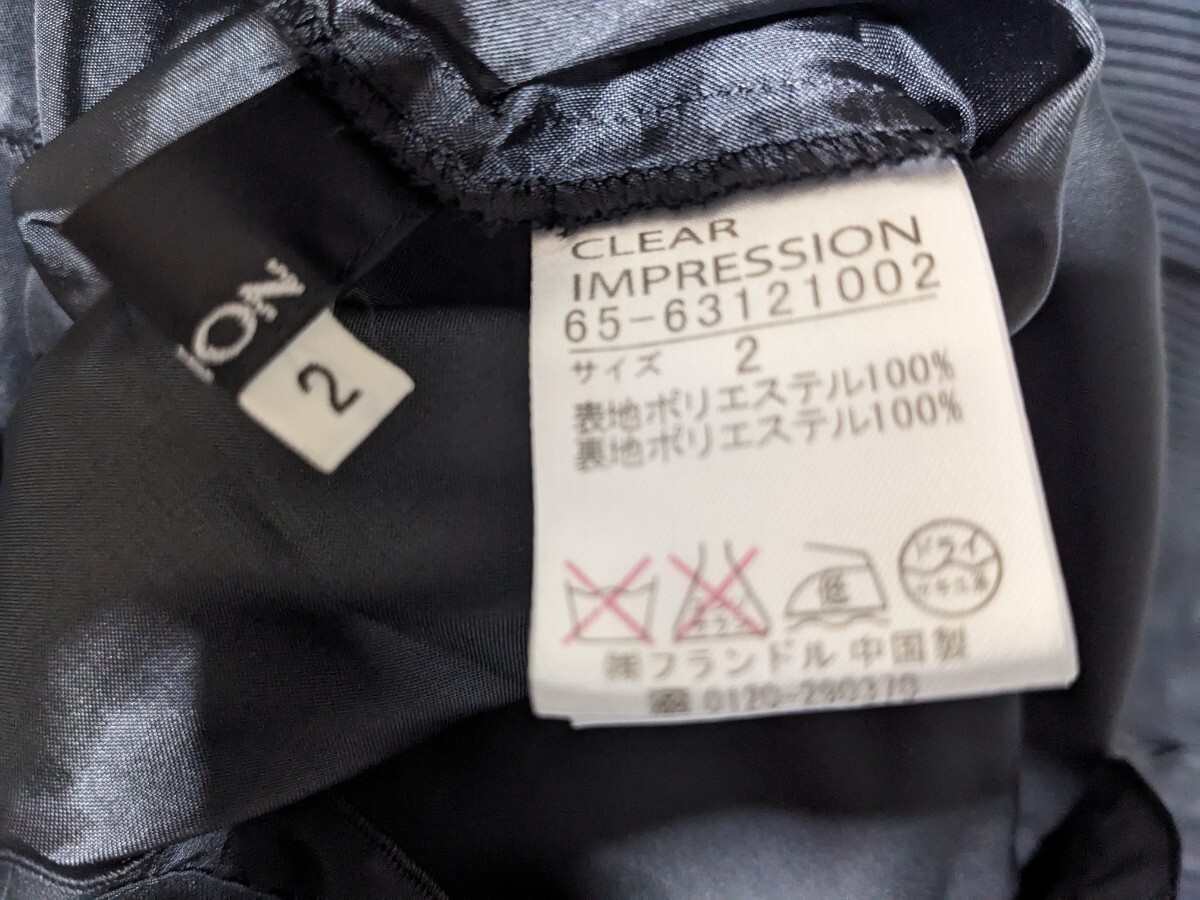 ION
2
CLEAR
IMPRESSION
65-63121002
サイズ 2
表地ポリエステル100%
裏地ポリエステル100%
低
ドライ
㈱フランドル 中国製
0120-290370